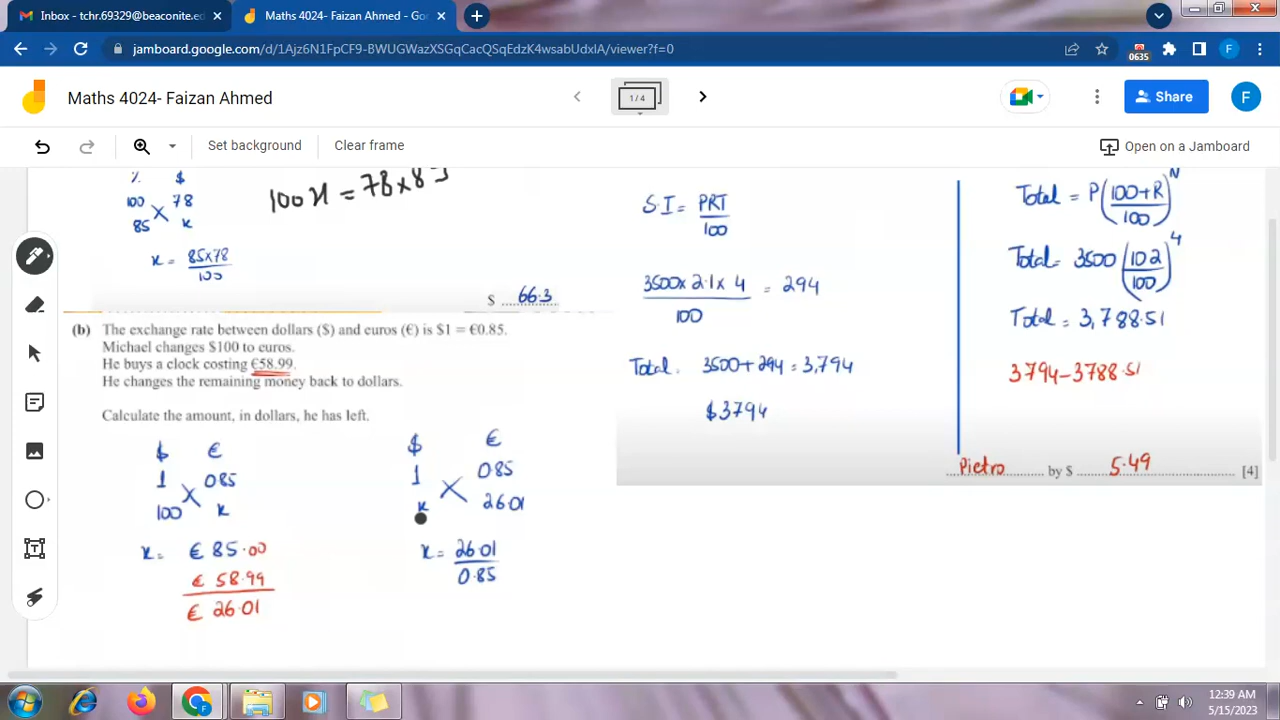 Inbox - tchr.69329@beaconite.ed
Maths 4024- Faizan Ahmed - Goo
jamboard.google.com/d/1Ajz6N1FpCF9-BWUGWazXSGqCacQSqEdzK4wsabUdxIA/viewer?f=0
0635
F
Maths 4024- Faizan Ahmed
1/4
Share
F
Set background
Clear frame
Open on a Jamboard
% $
100 78
85 x
x = 85x78
100
100 x = 78x85
$ 66.3
(b) The exchange rate between dollars ($) and euros (€) is $1 = €0.85.
Michael changes $100 to euros.
He buys a clock costing €58.99.
He changes the remaining money back to dollars.
Calculate the amount, in dollars, he has left.
$ €
1 0.85
100 x
x = € 85.00
€ 58.99
€ 26.01
$ €
1 0.85
x 26.01
x = 26.01
0.85
S.I = PRT
100
3500 x 2.1 x 4 = 294
100
Total. 3500+294 = 3,794
$3794
Total = P(100+R)N
100
Total = 3500 (102)4
100
Total = 3,788.51
3794-3788.51
Pietro by $ 5.49 [4]
12:39 AM
5/15/2023